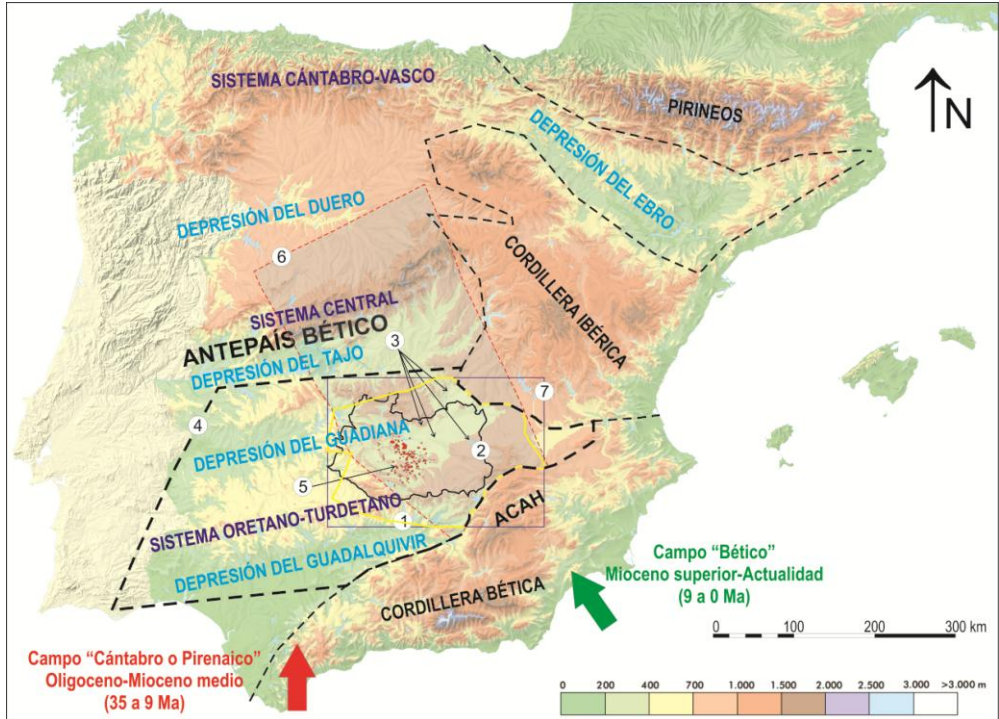 SISTEMA CÁNTABRO-VASCO
PIRINEOS
N
DEPRESIÓN DEL EBRO
DEPRESIÓN DEL DUERO
6
CORDILLERA IBÉRICA
SISTEMA CENTRAL
ANTEPAÍS BÉTICO
3
DEPRESIÓN DEL TAJO
7
4
DEPRESIÓN DEL GUADIANA
2
5
SISTEMA ORETANO-TURDETANO
1
ACAH
DEPRESIÓN DEL GUADALQUIVIR
CORDILLERA BÉTICA
Campo “Bético”
Mioceno superior-Actualidad
(9 a 0 Ma)
0 100 200 300 km
Campo “Cántabro o Pirenaico”
Oligoceno-Mioceno medio
(35 a 9 Ma)
0 200 400 700 1.000 1.500 2.000 2.500 3.000 >3.000 m